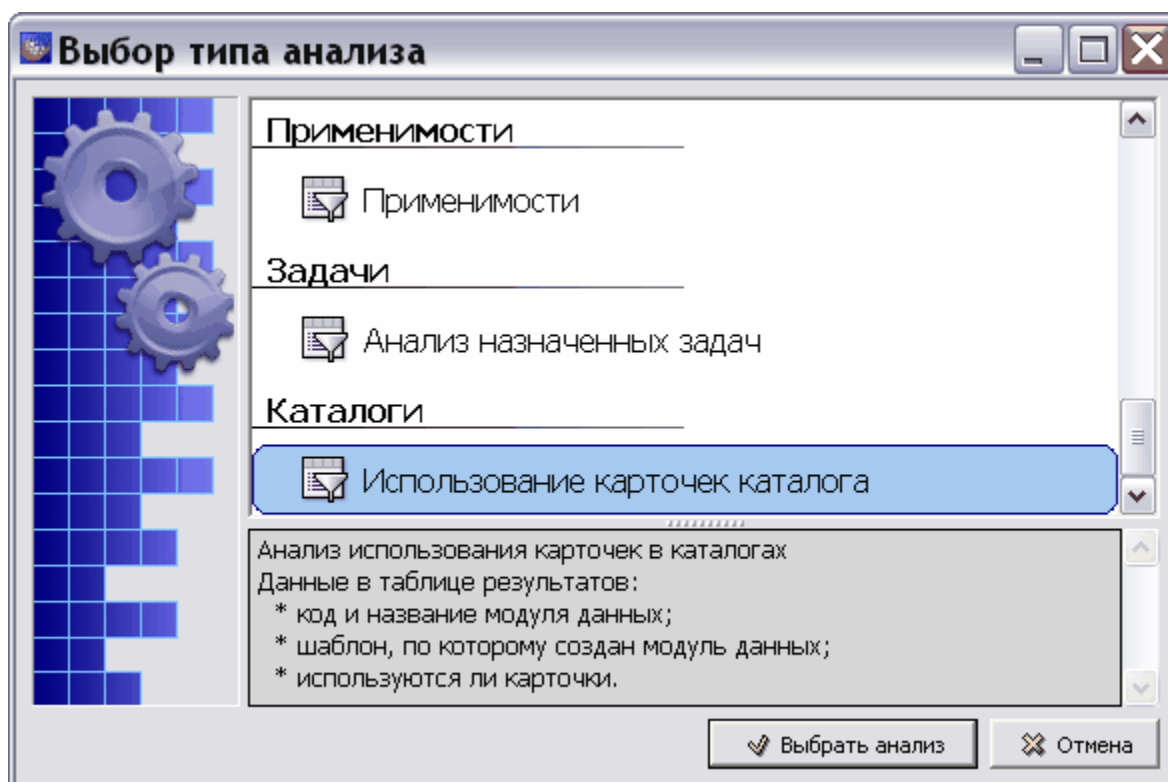 Выбор типа анализа
Применимости
Применимости
Задачи
Анализ назначенных задач
Каталоги
Использование карточек каталога
Анализ использования карточек в каталогах
Данные в таблице результатов:
* код и название модуля данных;
* шаблон, по которому создан модуль данных;
* используются ли карточки.
Выбрать анализ
Отмена